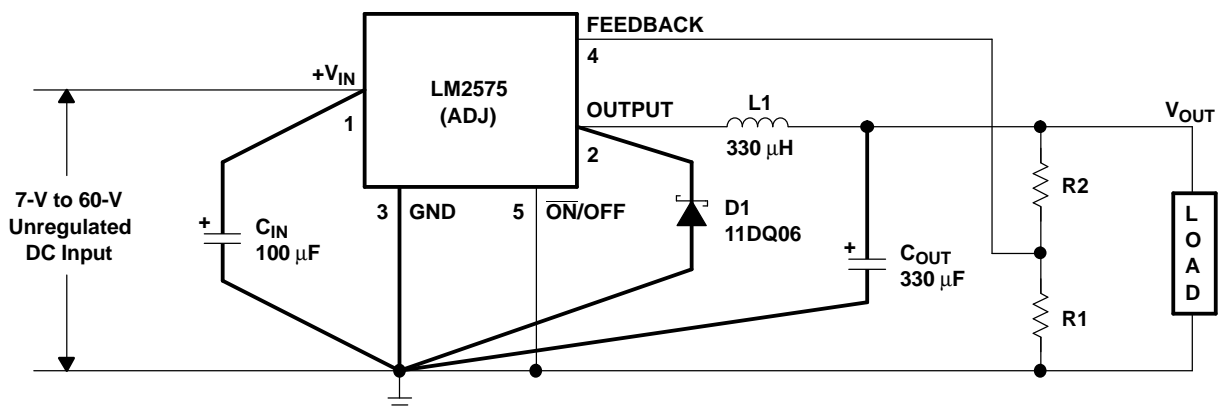 FEEDBACK
4
+VIN
LM2575
(ADJ)
1
OUTPUT
2
L1
330 μH
VOUT
7-V to 60-V
Unregulated
DC Input
+
CIN
100 μF
3
GND
5
ON/OFF
D1
11DQ06
+
COUT
330 μF
R2
R1
LOAD